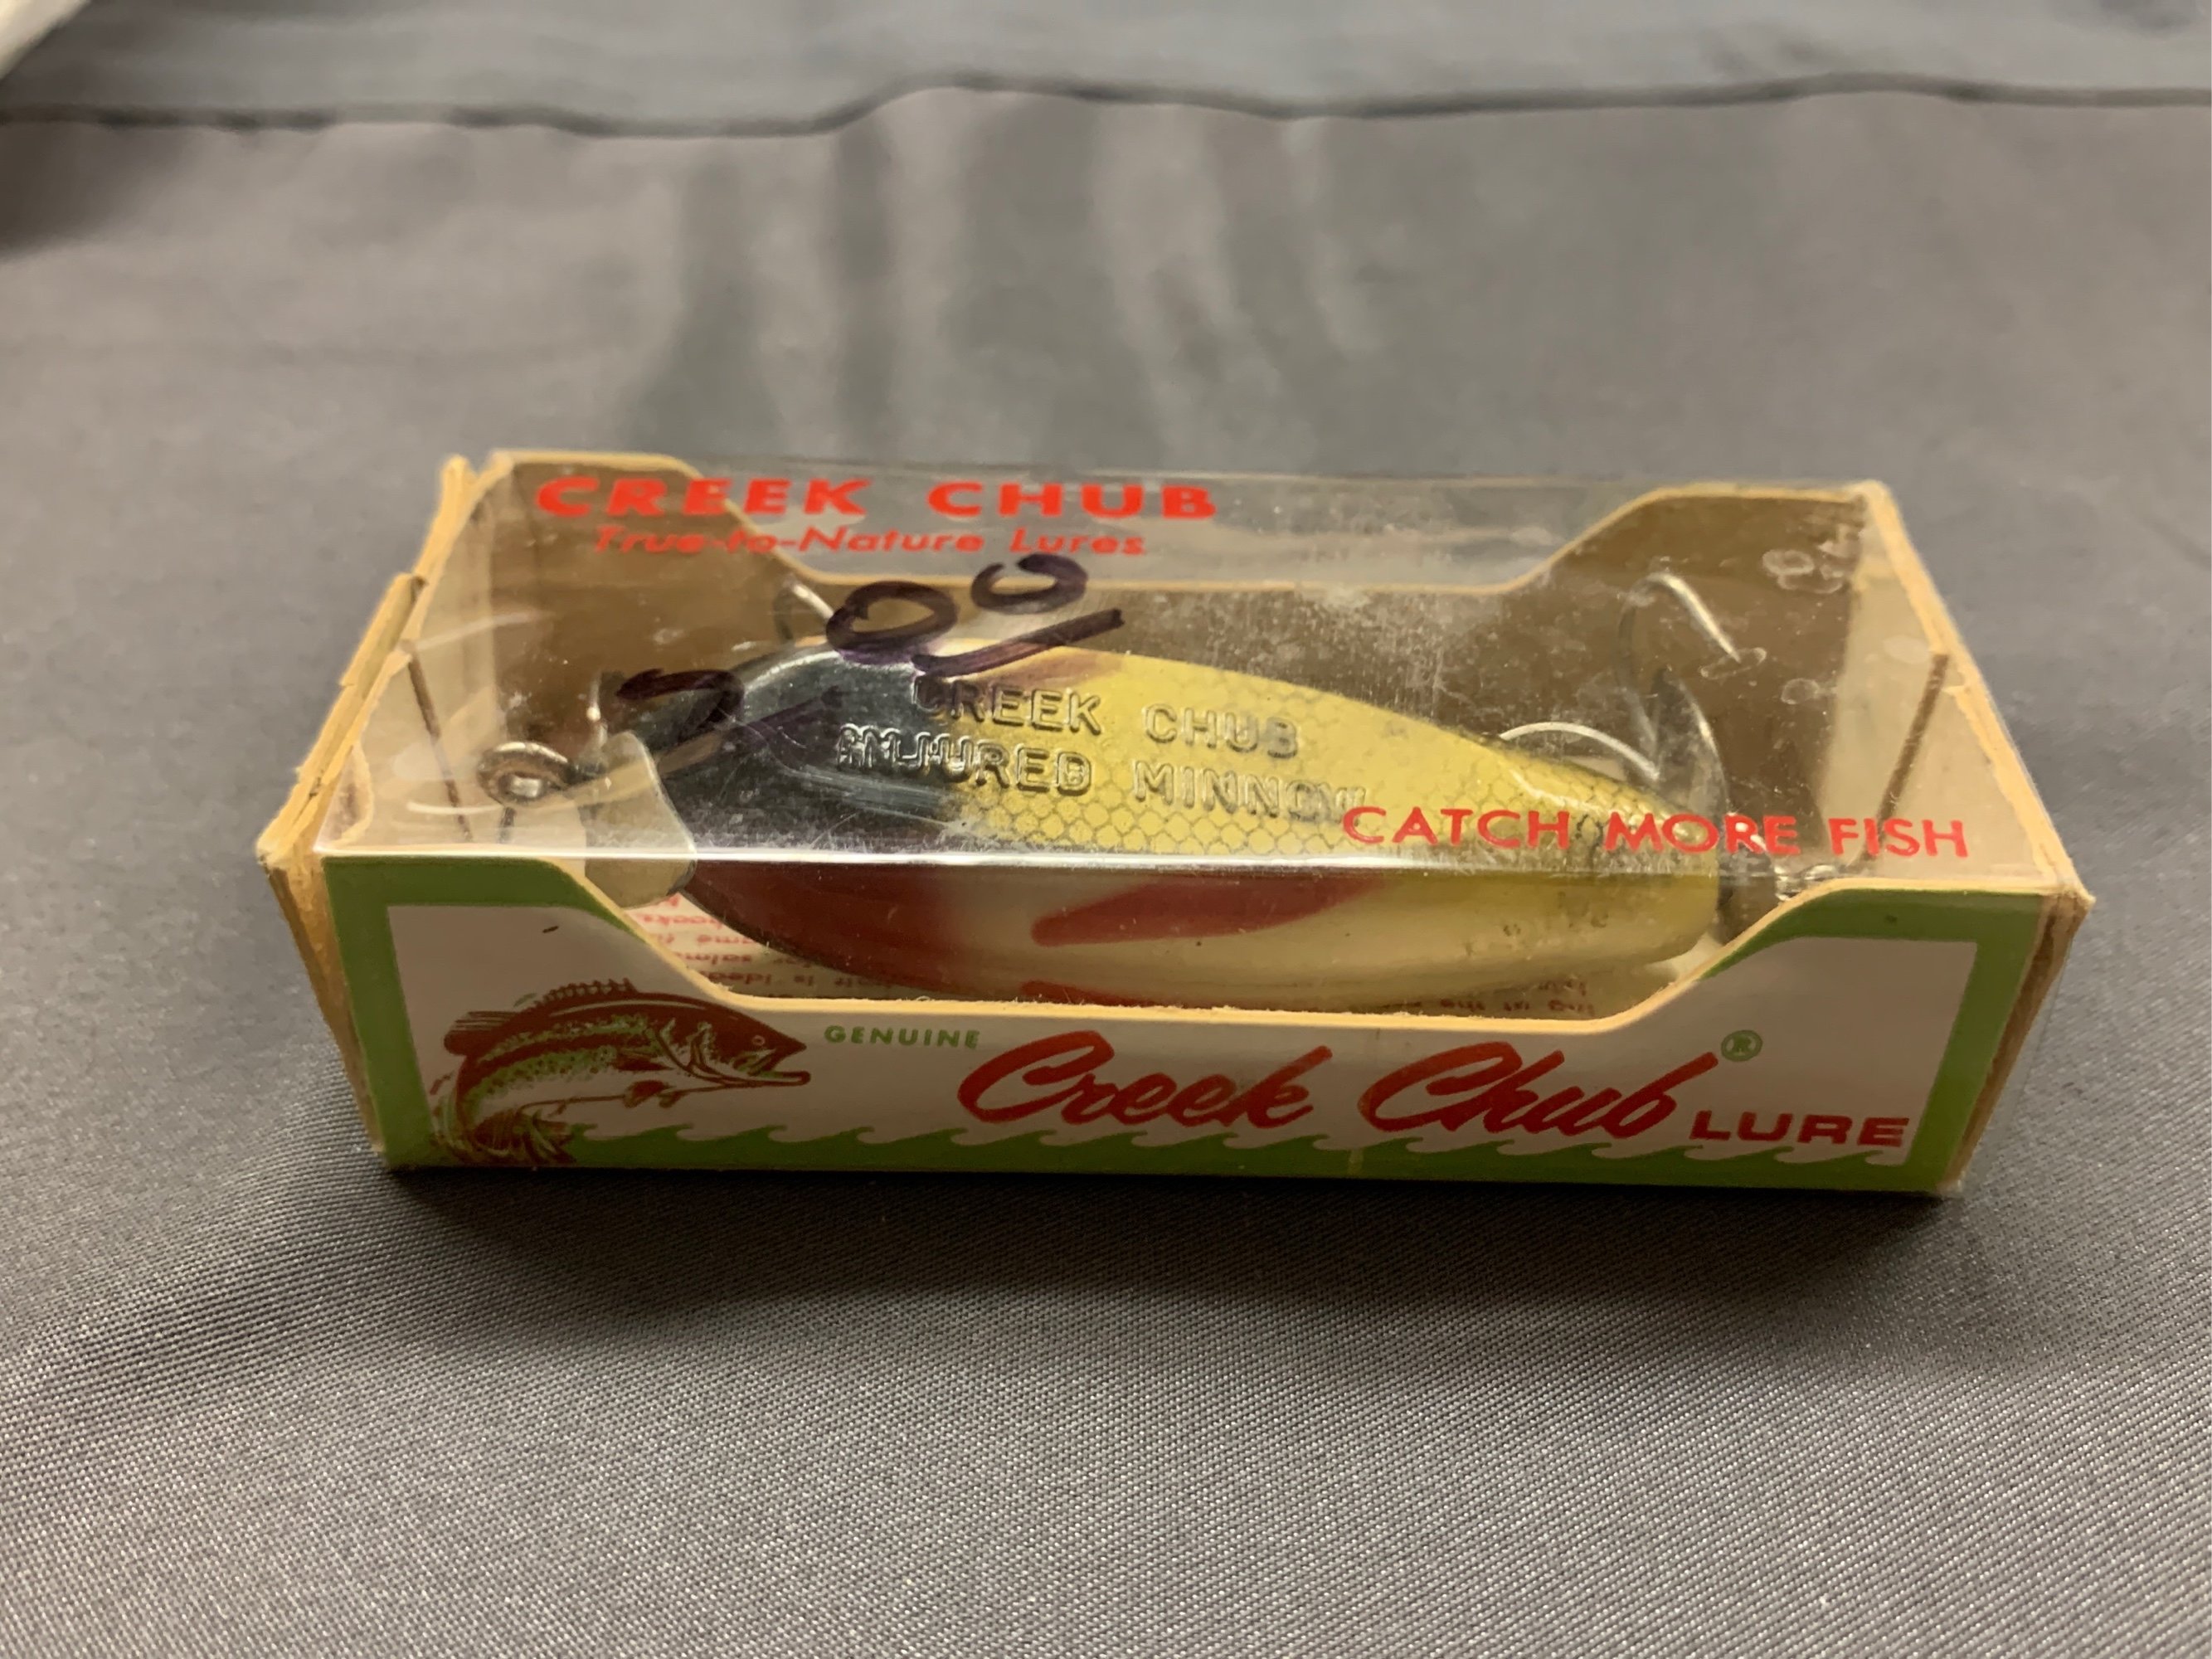 CREEK CHUB
True-to-Nature Lures
CREEK CHUB
INJURED MINNOW
CATCH MORE FISH
GENUINE Creek Chub® LURE